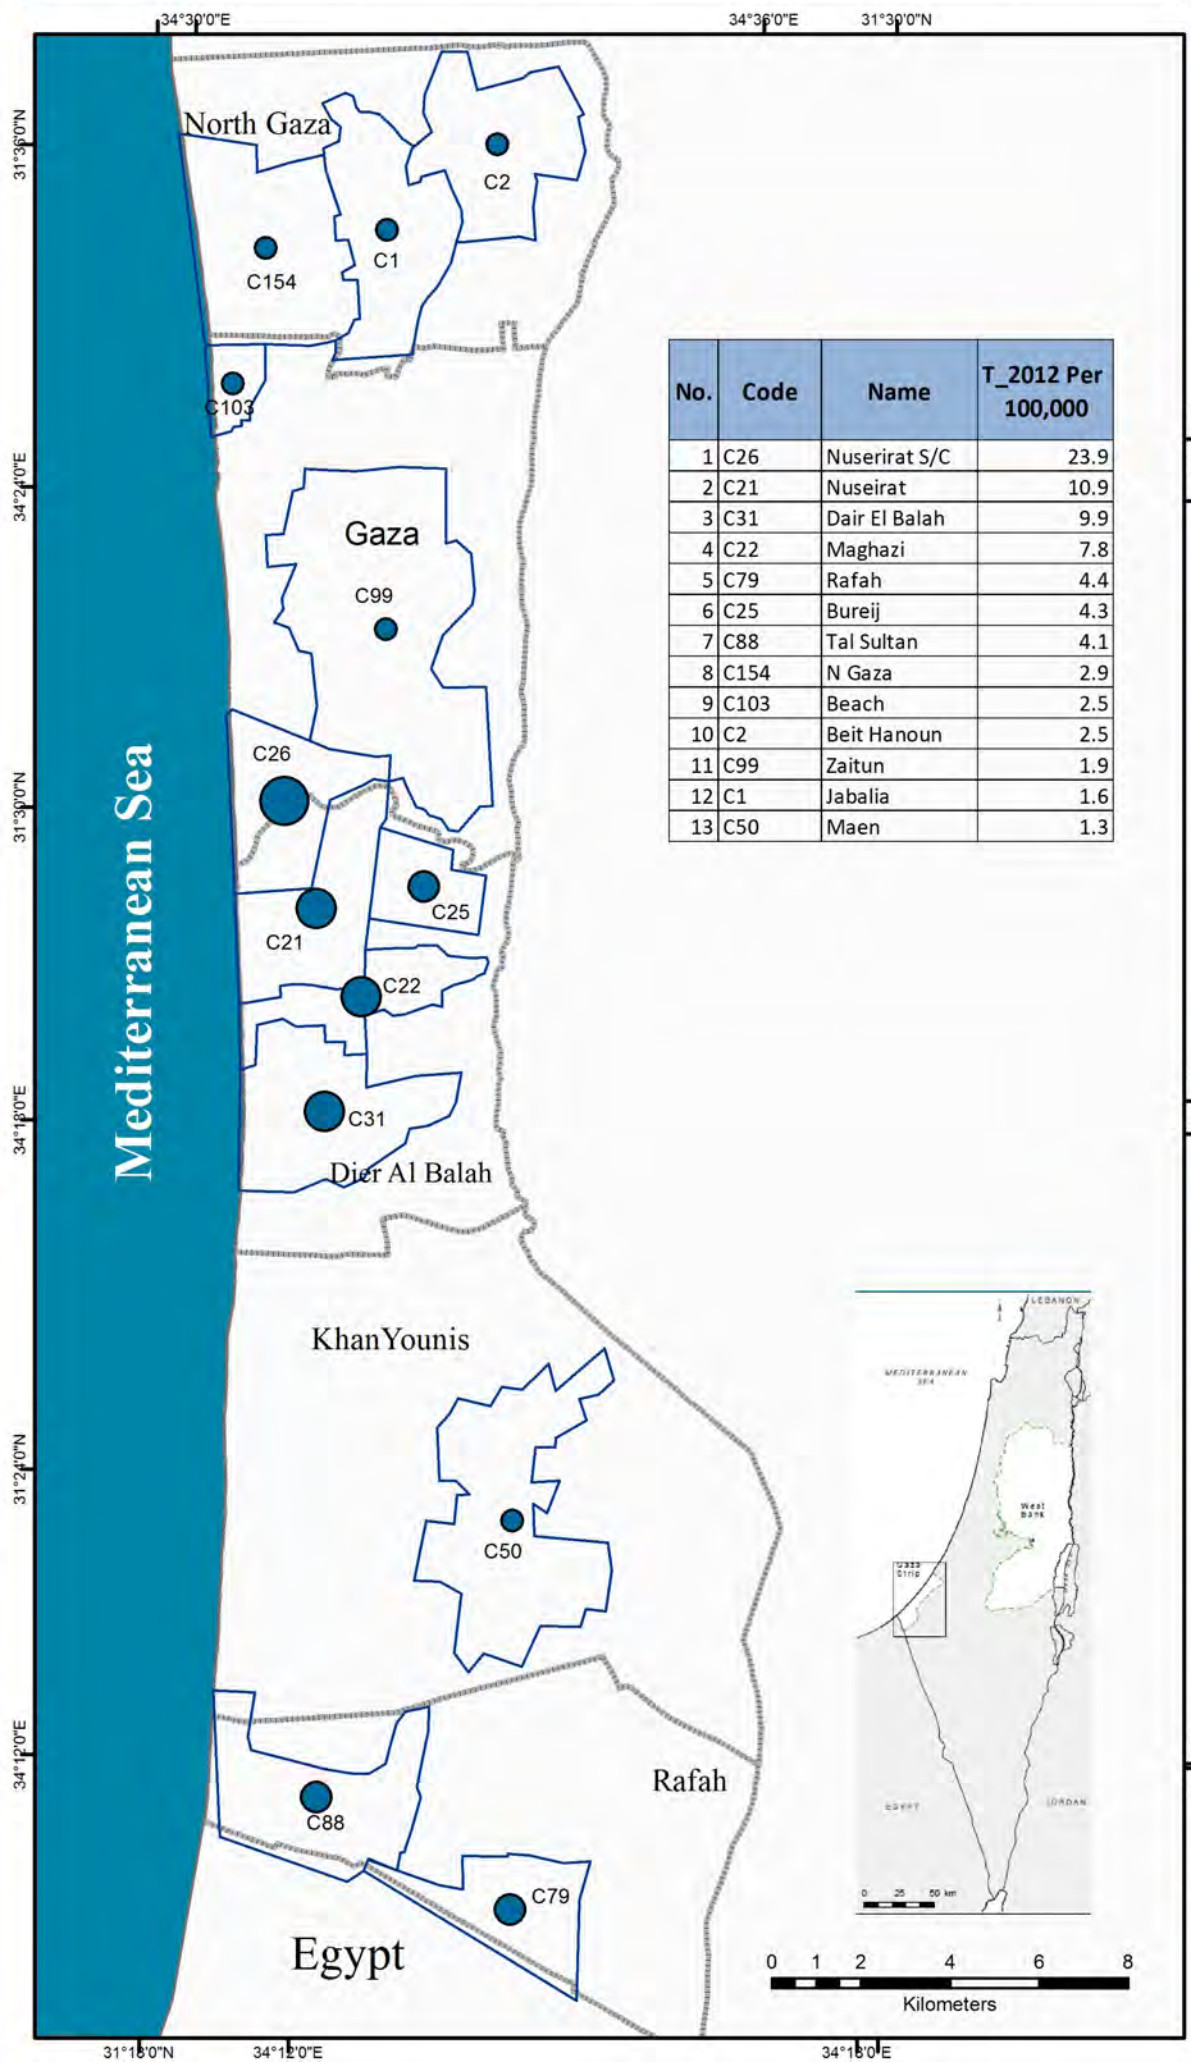 34°30'0"E
34°36'0"E
31°30'0"N
31°36'0"N
34°24'0"E
31°30'0"N
34°18'0"E
31°24'0"N
34°12'0"E
North Gaza
C2
C1
C154
C103
Gaza
C99
C26
C25
C21
C22
C31
Dier Al Balah
KhanYounis
C50
Rafah
C88
C79
Egypt
Mediterranean Sea
No. Code Name T_2012 Per 100,000
1 C26 Nuserirat S/C 23.9
2 C21 Nuseirat 10.9
3 C31 Dair El Balah 9.9
4 C22 Maghazi 7.8
5 C79 Rafah 4.4
6 C25 Bureij 4.3
7 C88 Tal Sultan 4.1
8 C154 N Gaza 2.9
9 C103 Beach 2.5
10 C2 Beit Hanoun 2.5
11 C99 Zaitun 1.9
12 C1 Jabalia 1.6
13 C50 Maen 1.3
LEBANON
MEDITERRANEAN
SEA
West
Bank
Gaza
Strip
EGYPT
JORDAN
0 25 50 km
0 1 2 4 6 8
Kilometers
31°18'0"N
34°12'0"E
34°18'0"E